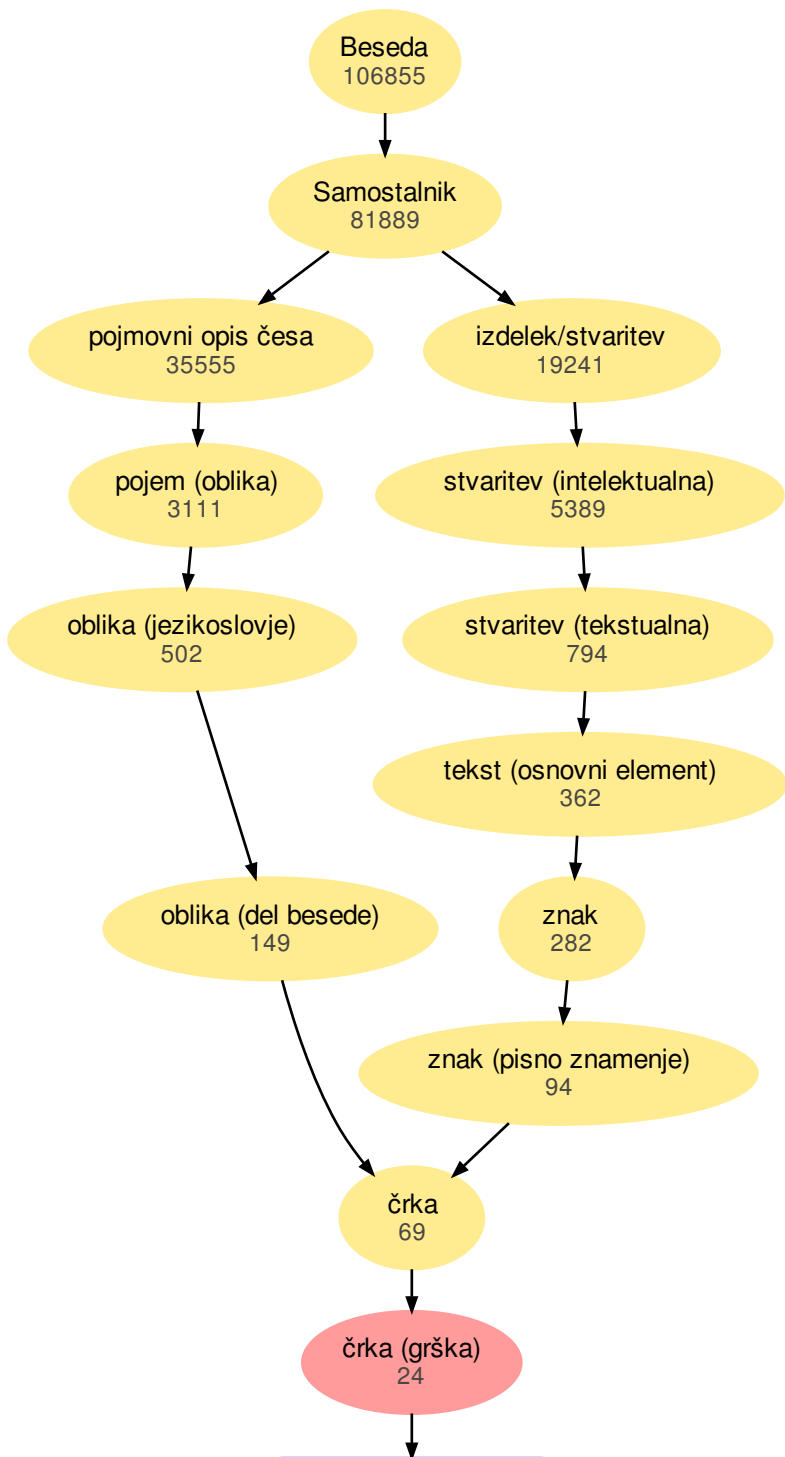 Beseda
106855
Samostalnik
81889
pojmovni opis česa
35555
izdelek/stvaritev
19241
pojem (oblika)
3111
stvaritev (intelektualna)
5389
oblika (jezikoslovje)
502
stvaritev (tekstualna)
794
tekst (osnovni element)
362
oblika (del besede)
149
znak
282
znak (pisno znamenje)
94
črka
69
črka (grška)
24